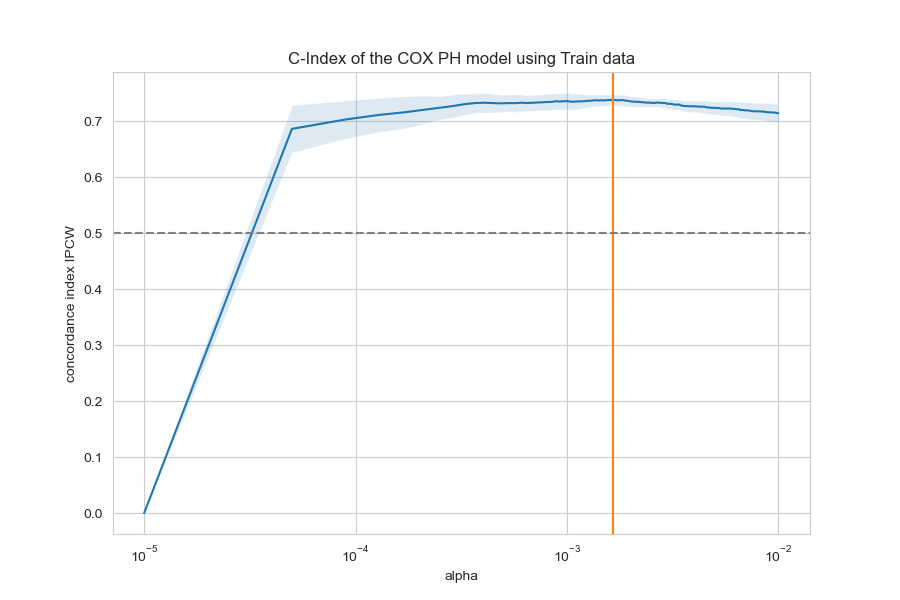 C-Index of the COX PH model using Train data
concordance index IPCW
0.7
0.6
0.5
0.4
0.3
0.2
0.1
0.0
10⁻⁵ 10⁻⁴ 10⁻³ 10⁻²
alpha